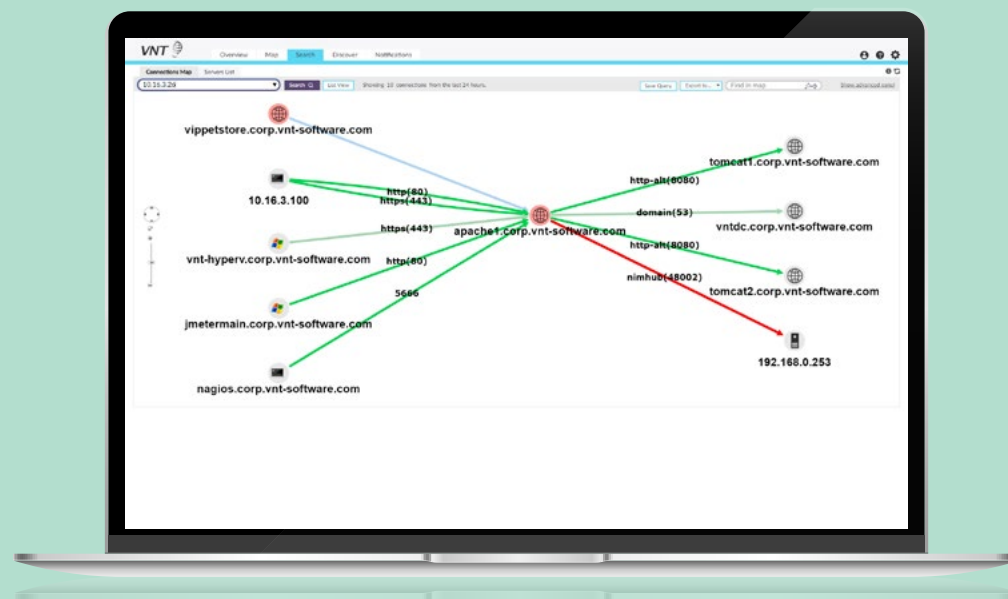 VNT
Overview Map Search Discover Notifications
Connections Map Servers List
10.16.3.26 Search List View Showing 10 connections from the last 24 hours. Save Query Export to... Find in map Show advanced panel
vippetstore.corp.vnt-software.com
tomcat1.corp.vnt-software.com
http-alt(8080)
http(80)
10.16.3.100
https(443)
domain(53)
https(443)
apache1.corp.vnt-software.com
vntdc.corp.vnt-software.com
http-alt(8080)
vnt-hyperv.corp.vnt-software.com
http(80)
nimhub(48002)
5666
tomcat2.corp.vnt-software.com
jmetermain.corp.vnt-software.com
192.168.0.253
nagios.corp.vnt-software.com